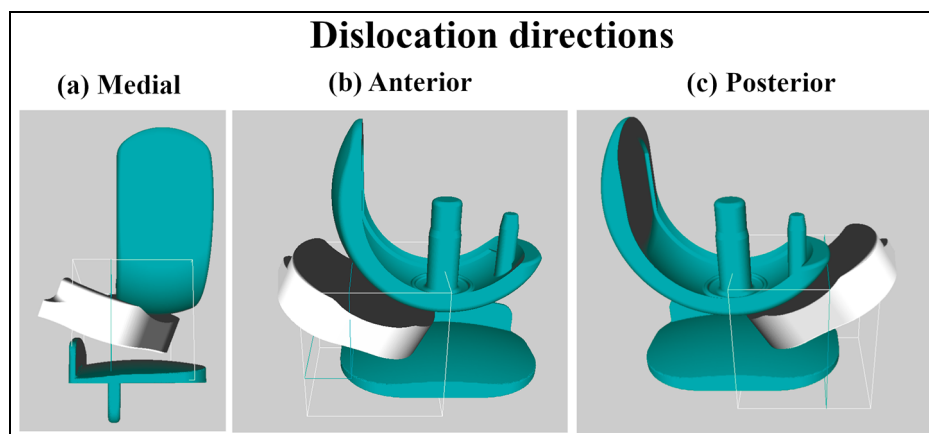 Dislocation directions
(a) Medial
(b) Anterior
(c) Posterior